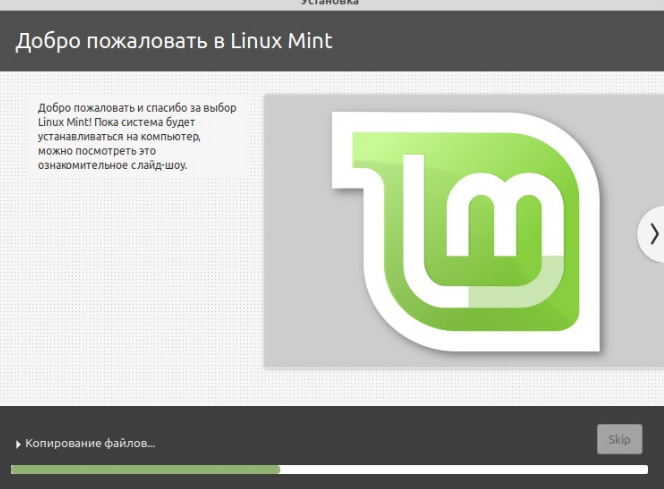 Установка
Добро пожаловать в Linux Mint
Добро пожаловать и спасибо за выбор
Linux Mint! Пока система будет
устанавливаться на компьютер,
можно посмотреть это
ознакомительное слайд-шоу.
Копирование файлов...
Skip